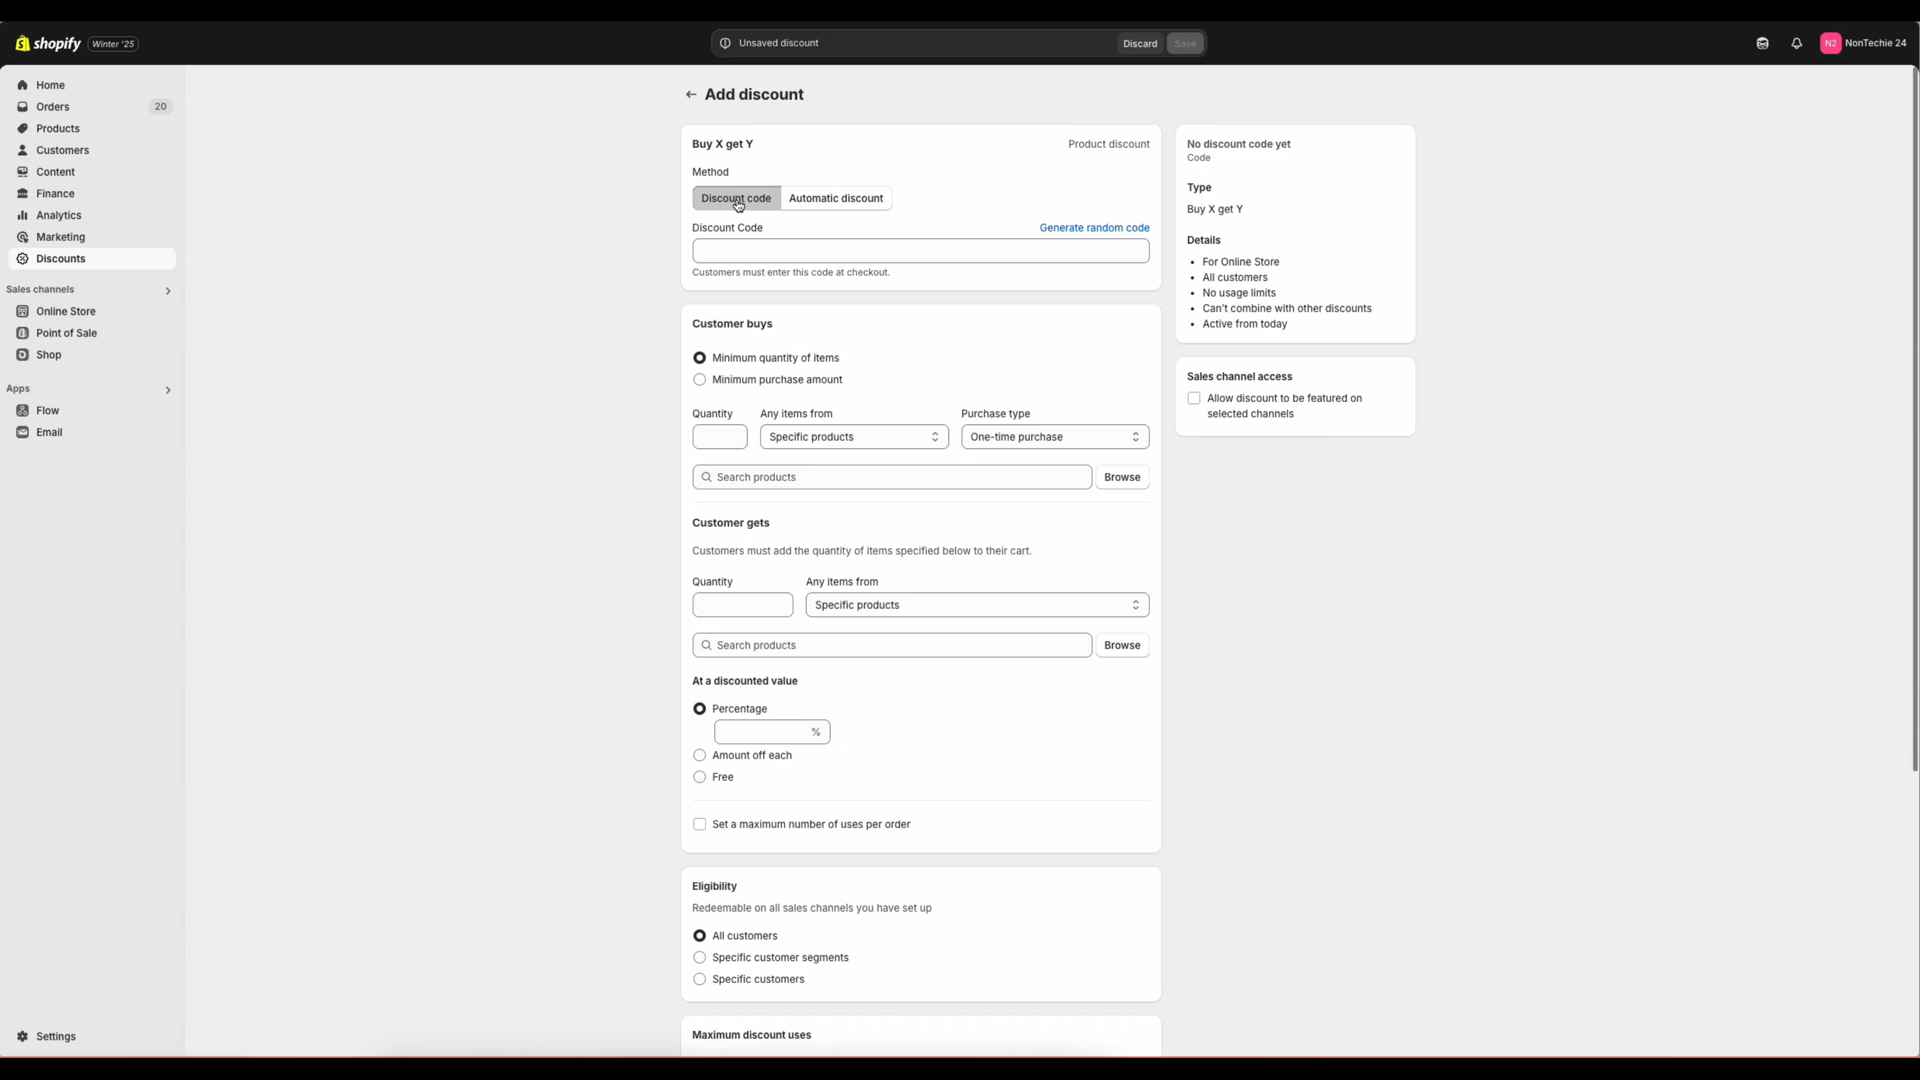 shopify Winter '25
Unsaved discount
Discard
Save
N2 NonTechie 24
Home
Orders 20
Products
Customers
Content
Finance
Analytics
Marketing
Discounts
Sales channels
Online Store
Point of Sale
Shop
Apps
Flow
Email
Settings
Add discount
Buy X get Y Product discount
Method
Discount code Automatic discount
Discount Code Generate random code
Customers must enter this code at checkout.
Customer buys
Minimum quantity of items
Minimum purchase amount
Quantity Any items from Purchase type
Specific products One-time purchase
Search products Browse
Customer gets
Customers must add the quantity of items specified below to their cart.
Quantity Any items from
Specific products
Search products Browse
At a discounted value
Percentage
%
Amount off each
Free
Set a maximum number of uses per order
Eligibility
Redeemable on all sales channels you have set up
All customers
Specific customer segments
Specific customers
Maximum discount uses
No discount code yet
Code
Type
Buy X get Y
Details
• For Online Store
• All customers
• No usage limits
• Can’t combine with other discounts
• Active from today
Sales channel access
Allow discount to be featured on
selected channels